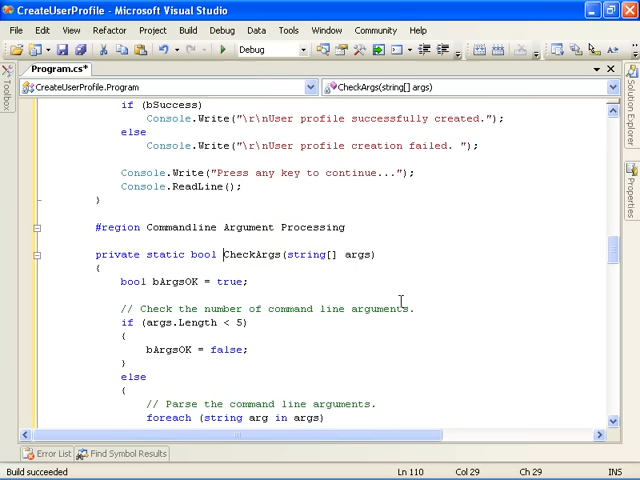 CreateUserProfile - Microsoft Visual Studio
File Edit View Refactor Project Build Debug Data Tools Window Community Help
Debug
Program.cs*
CreateUserProfile.Program CheckArgs(string[] args)
if (bSuccess)
Console.Write("\r\nUser profile successfully created.");
else
Console.Write("\r\nUser profile creation failed. ");
Console.Write("Press any key to continue...");
Console.ReadLine();
}
#region Commandline Argument Processing
private static bool CheckArgs(string[] args)
{
bool bArgsOK = true;
// Check the number of command line arguments.
if (args.Length < 5)
{
bArgsOK = false;
}
else
{
// Parse the command line arguments.
foreach (string arg in args)
Toolbox
Solution Explorer
Properties
Error List Find Symbol Results
Build succeeded Ln 110 Col 29 Ch 29 INS